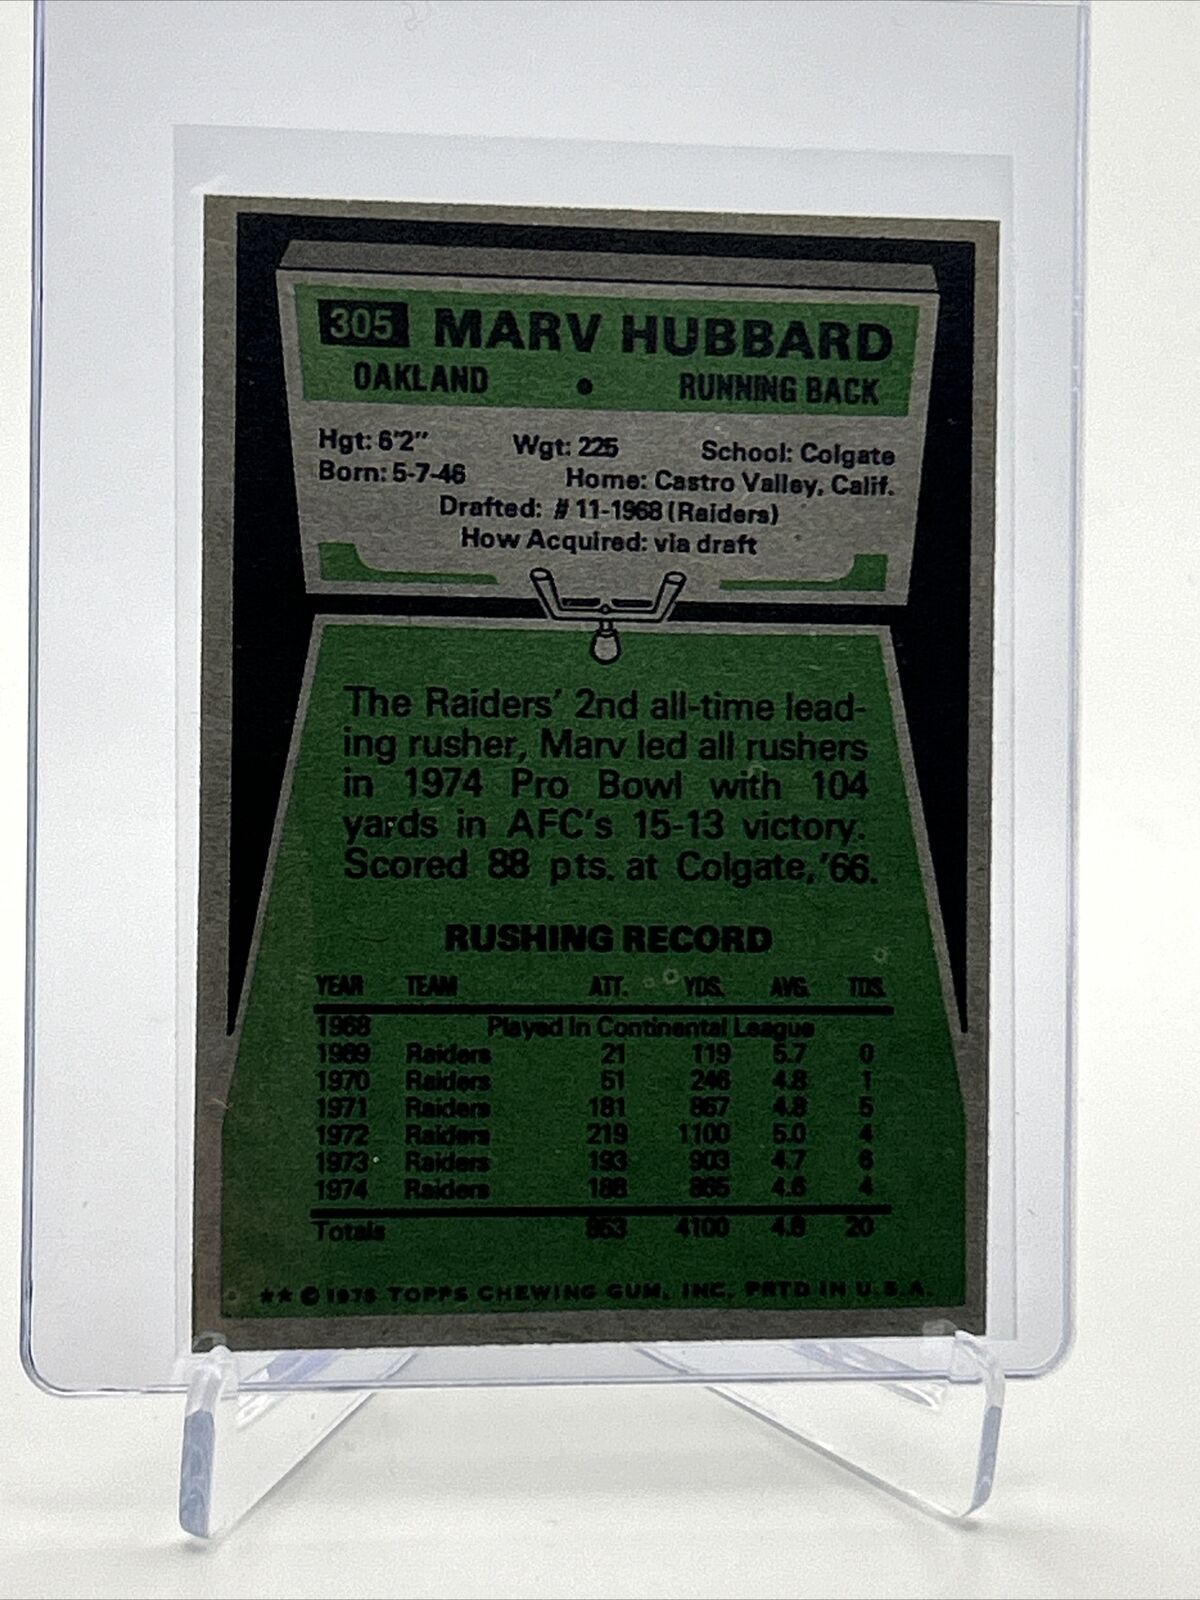 305 MARV HUBBARD
OAKLAND • RUNNING BACK
Hgt: 6'2" Wgt: 225 School: Colgate
Born: 5-7-46 Home: Castro Valley, Calif.
Drafted: #11-1968 (Raiders)
How Acquired: via draft
The Raiders' 2nd all-time lead-
ing rusher, Marv led all rushers
in 1974 Pro Bowl with 104
yards in AFC's 15-13 victory.
Scored 88 pts. at Colgate, '66.
RUSHING RECORD
YEAR TEAM ATT. YDS. AVG. TDS.
1968 Played In Continental League
1969 Raiders 21 119 5.7 0
1970 Raiders 51 246 4.8 1
1971 Raiders 181 867 4.8 5
1972 Raiders 219 1100 5.0 4
1973 Raiders 193 903 4.7 6
1974 Raiders 188 865 4.6 4
Totals 853 4100 4.8 20
★★ © 1975 TOPPS CHEWING GUM, INC. PRTD IN U.S.A.